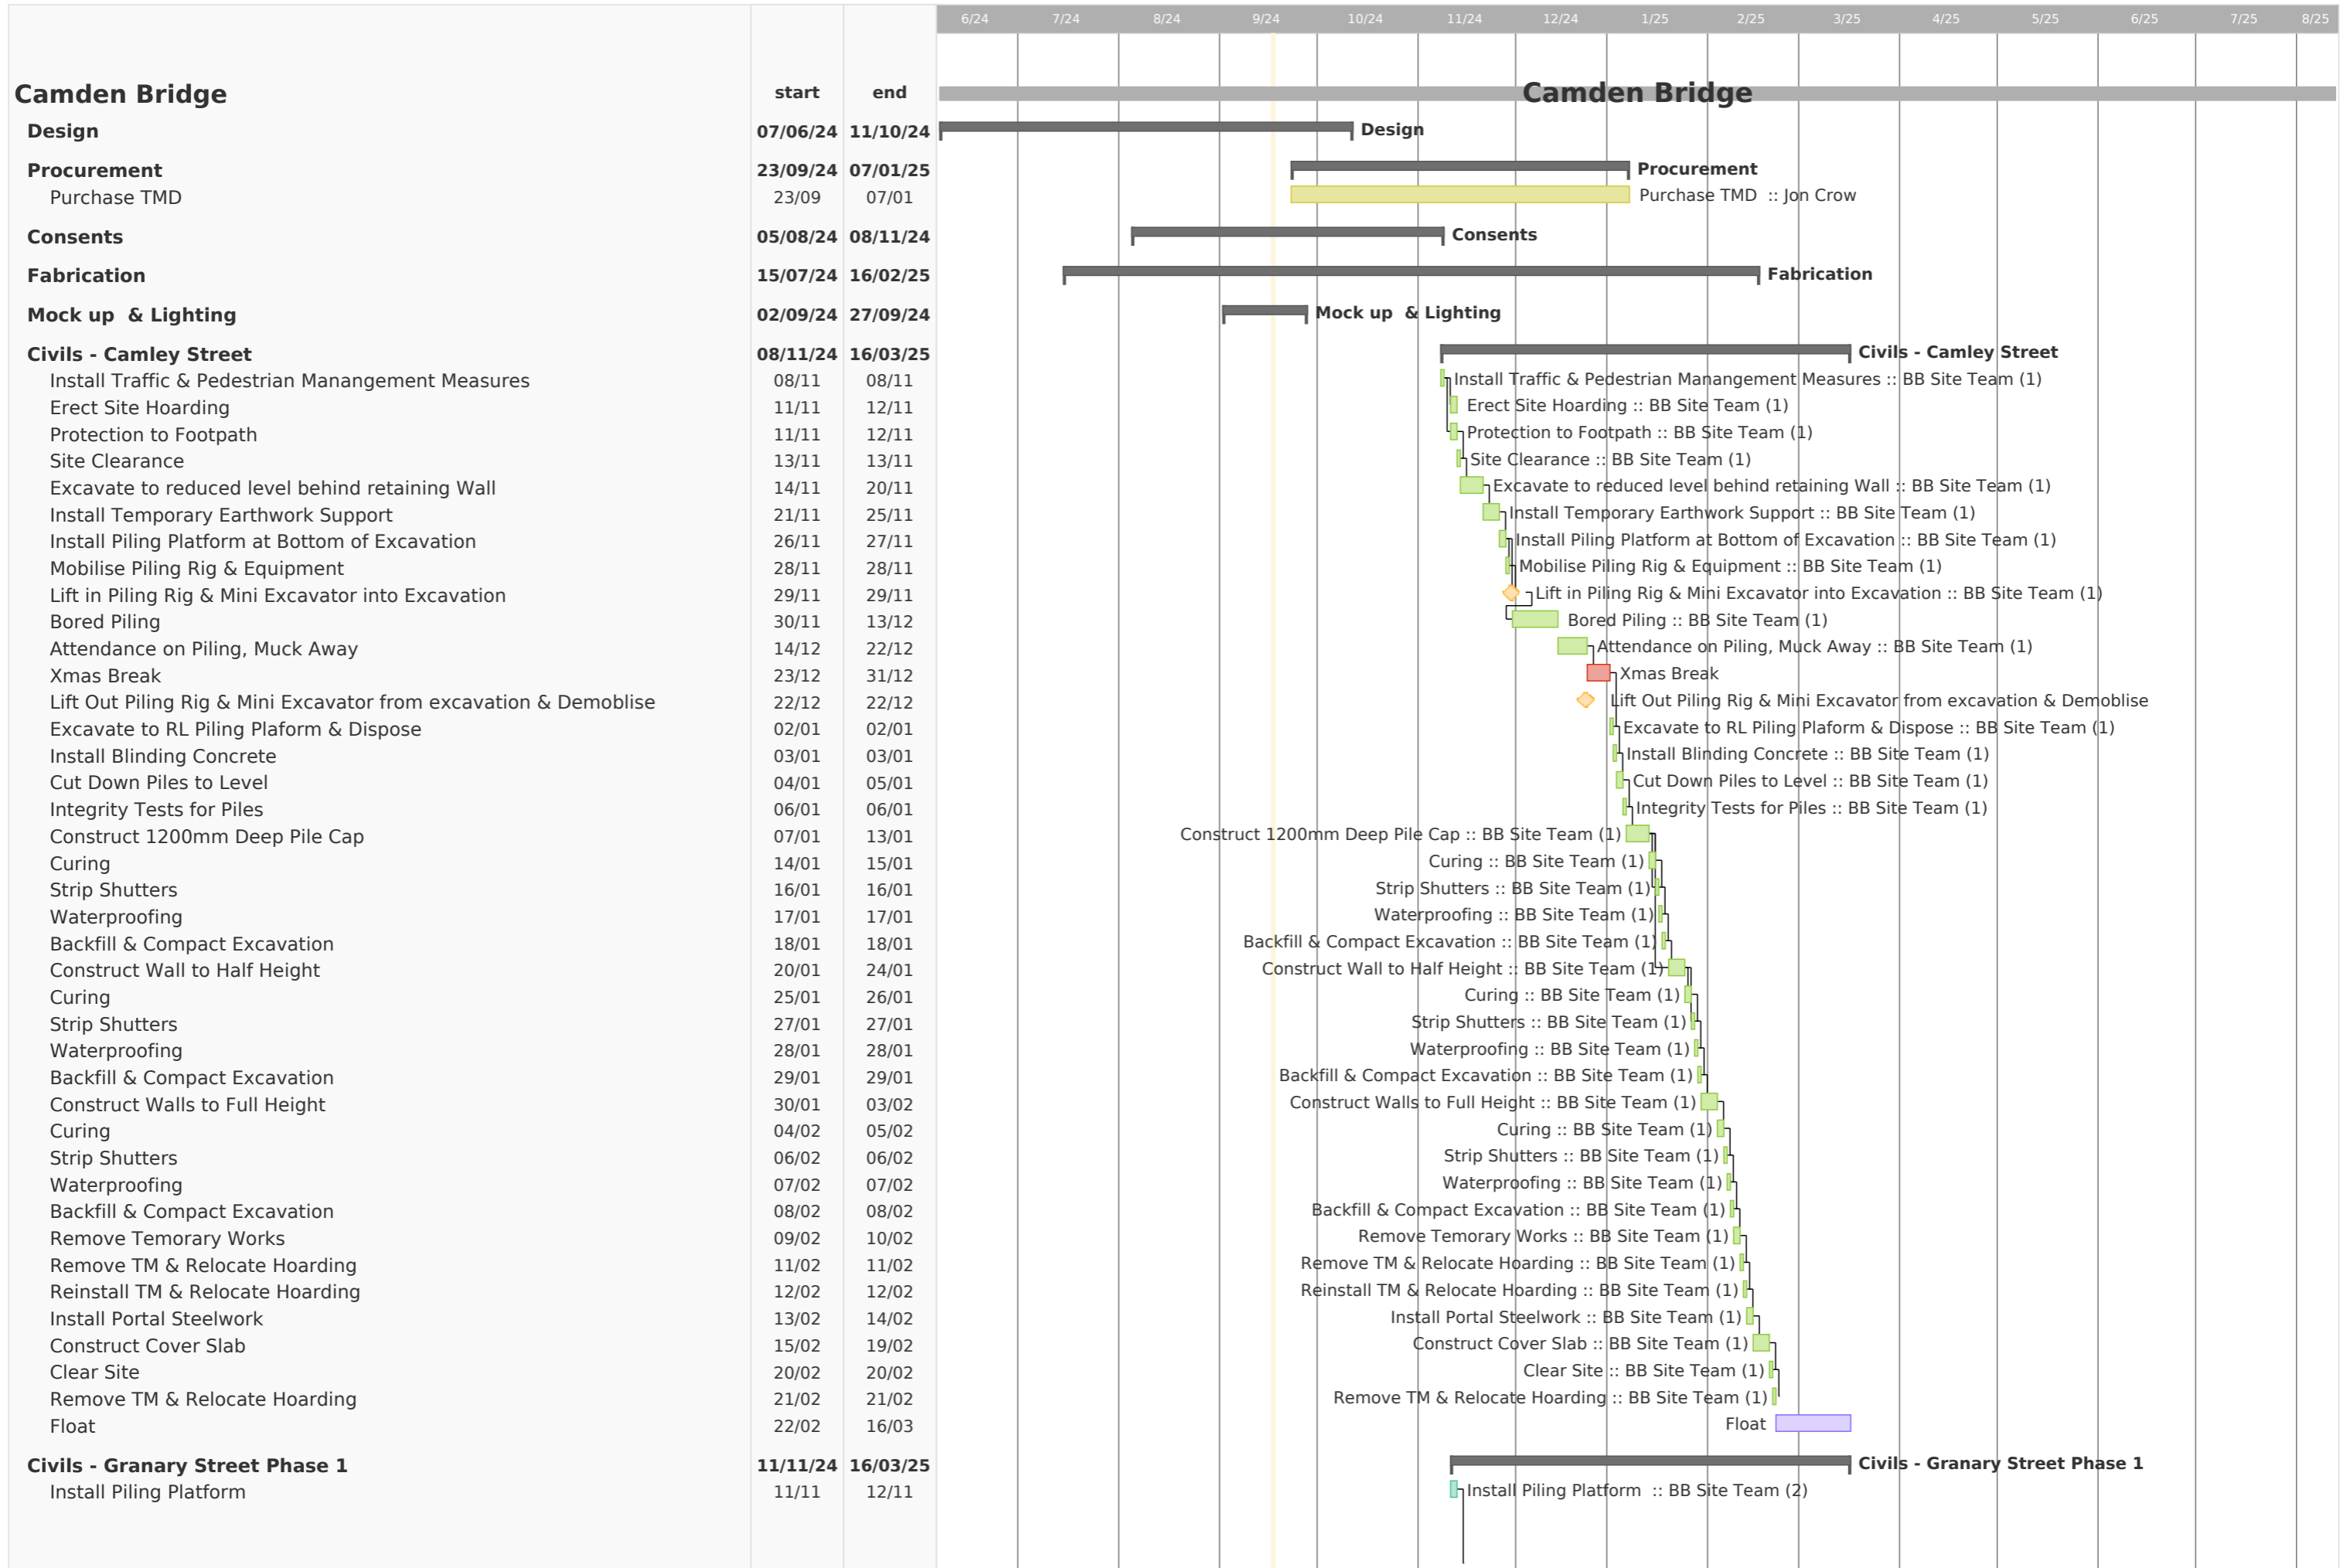 6/24 7/24 8/24 9/24 10/24 11/24 12/24 1/25 2/25 3/25 4/25 5/25 6/25 7/25 8/25
Camden Bridge start end Camden Bridge
Design 07/06/24 11/10/24 Design
Procurement 23/09/24 07/01/25 Procurement
Purchase TMD 23/09 07/01 Purchase TMD :: Jon Crow
Consents 05/08/24 08/11/24 Consents
Fabrication 15/07/24 16/02/25 Fabrication
Mock up & Lighting 02/09/24 27/09/24 Mock up & Lighting
Civils - Camley Street 08/11/24 16/03/25 Civils - Camley Street
Install Traffic & Pedestrian Manangement Measures 08/11 08/11 Install Traffic & Pedestrian Manangement Measures :: BB Site Team (1)
Erect Site Hoarding 11/11 12/11 Erect Site Hoarding :: BB Site Team (1)
Protection to Footpath 11/11 12/11 Protection to Footpath :: BB Site Team (1)
Site Clearance 13/11 13/11 Site Clearance :: BB Site Team (1)
Excavate to reduced level behind retaining Wall 14/11 20/11 Excavate to reduced level behind retaining Wall :: BB Site Team (1)
Install Temporary Earthwork Support 21/11 25/11 Install Temporary Earthwork Support :: BB Site Team (1)
Install Piling Platform at Bottom of Excavation 26/11 27/11 Install Piling Platform at Bottom of Excavation :: BB Site Team (1)
Mobilise Piling Rig & Equipment 28/11 28/11 Mobilise Piling Rig & Equipment :: BB Site Team (1)
Lift in Piling Rig & Mini Excavator into Excavation 29/11 29/11 Lift in Piling Rig & Mini Excavator into Excavation :: BB Site Team (1)
Bored Piling 30/11 13/12 Bored Piling :: BB Site Team (1)
Attendance on Piling, Muck Away 14/12 22/12 Attendance on Piling, Muck Away :: BB Site Team (1)
Xmas Break 23/12 31/12 Xmas Break
Lift Out Piling Rig & Mini Excavator from excavation & Demoblise 22/12 22/12 Lift Out Piling Rig & Mini Excavator from excavation & Demoblise
Excavate to RL Piling Plaform & Dispose 02/01 02/01 Excavate to RL Piling Plaform & Dispose :: BB Site Team (1)
Install Blinding Concrete 03/01 03/01 Install Blinding Concrete :: BB Site Team (1)
Cut Down Piles to Level 04/01 05/01 Cut Down Piles to Level :: BB Site Team (1)
Integrity Tests for Piles 06/01 06/01 Integrity Tests for Piles :: BB Site Team (1)
Construct 1200mm Deep Pile Cap 07/01 13/01 Construct 1200mm Deep Pile Cap :: BB Site Team (1)
Curing 14/01 15/01 Curing :: BB Site Team (1)
Strip Shutters 16/01 16/01 Strip Shutters :: BB Site Team (1)
Waterproofing 17/01 17/01 Waterproofing :: BB Site Team (1)
Backfill & Compact Excavation 18/01 18/01 Backfill & Compact Excavation :: BB Site Team (1)
Construct Wall to Half Height 20/01 24/01 Construct Wall to Half Height :: BB Site Team (1)
Curing 25/01 26/01 Curing :: BB Site Team (1)
Strip Shutters 27/01 27/01 Strip Shutters :: BB Site Team (1)
Waterproofing 28/01 28/01 Waterproofing :: BB Site Team (1)
Backfill & Compact Excavation 29/01 29/01 Backfill & Compact Excavation :: BB Site Team (1)
Construct Walls to Full Height 30/01 03/02 Construct Walls to Full Height :: BB Site Team (1)
Curing 04/02 05/02 Curing :: BB Site Team (1)
Strip Shutters 06/02 06/02 Strip Shutters :: BB Site Team (1)
Waterproofing 07/02 07/02 Waterproofing :: BB Site Team (1)
Backfill & Compact Excavation 08/02 08/02 Backfill & Compact Excavation :: BB Site Team (1)
Remove Temorary Works 09/02 10/02 Remove Temorary Works :: BB Site Team (1)
Remove TM & Relocate Hoarding 11/02 11/02 Remove TM & Relocate Hoarding :: BB Site Team (1)
Reinstall TM & Relocate Hoarding 12/02 12/02 Reinstall TM & Relocate Hoarding :: BB Site Team (1)
Install Portal Steelwork 13/02 14/02 Install Portal Steelwork :: BB Site Team (1)
Construct Cover Slab 15/02 19/02 Construct Cover Slab :: BB Site Team (1)
Clear Site 20/02 20/02 Clear Site :: BB Site Team (1)
Remove TM & Relocate Hoarding 21/02 21/02 Remove TM & Relocate Hoarding :: BB Site Team (1)
Float 22/02 16/03 Float
Civils - Granary Street Phase 1 11/11/24 16/03/25 Civils - Granary Street Phase 1
Install Piling Platform 11/11 12/11 Install Piling Platform :: BB Site Team (2)